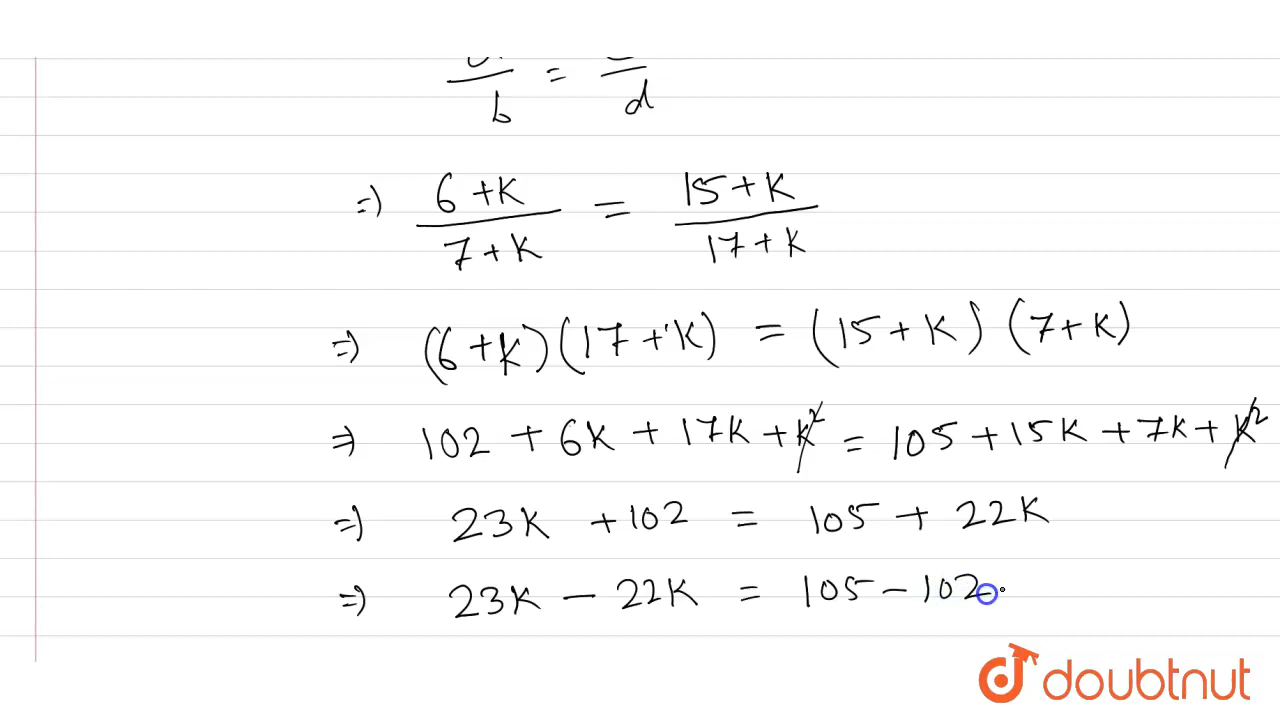 b = d
=) 6+K / 7+K = 15+K / 17+K
=) (6+K)(17+K) = (15+K)(7+K)
=) 102 + 6K + 17K + K² = 105 + 15K + 7K + K²
=) 23K + 102 = 105 + 22K
=) 23K - 22K = 105 - 102
doubtnut